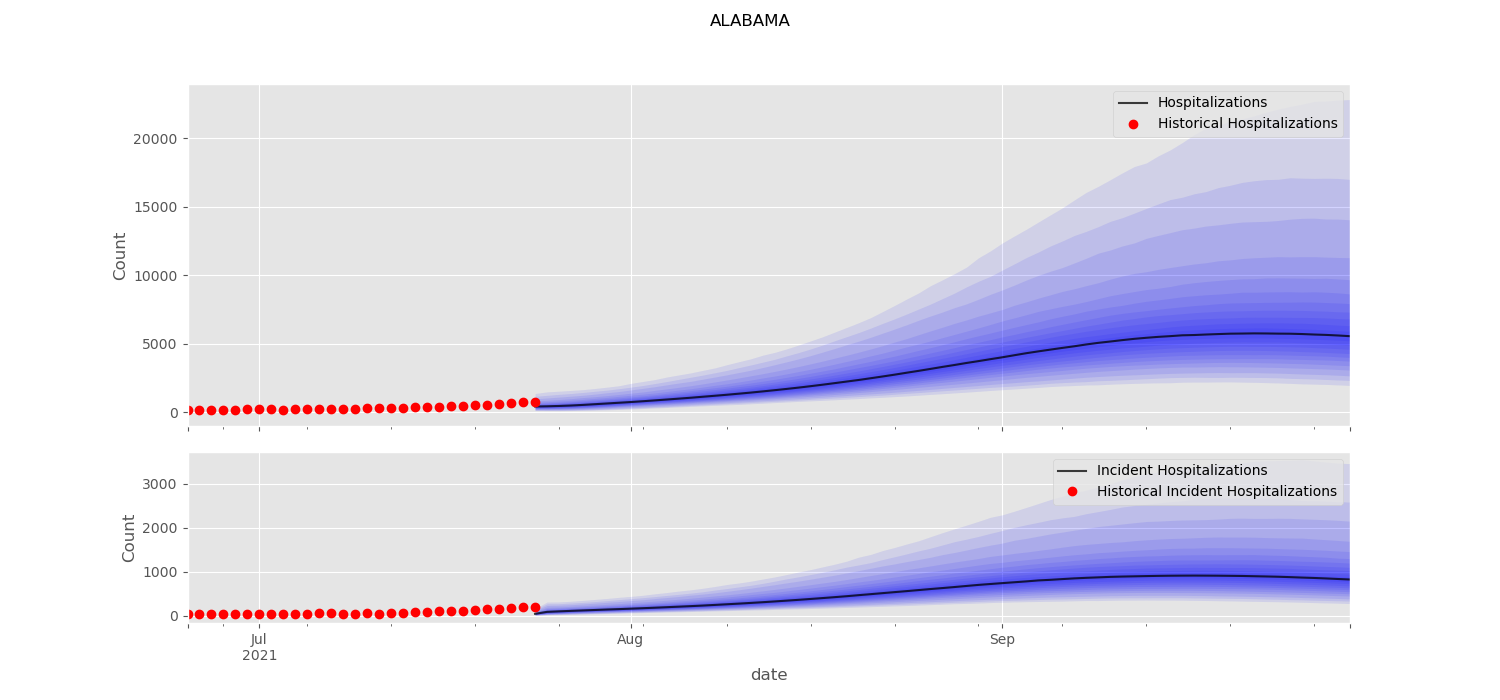 ALABAMA
Hospitalizations
Historical Hospitalizations
20000
15000
10000
5000
0
Count
Incident Hospitalizations
Historical Incident Hospitalizations
3000
2000
1000
0
Count
Jul
2021
Aug
Sep
date